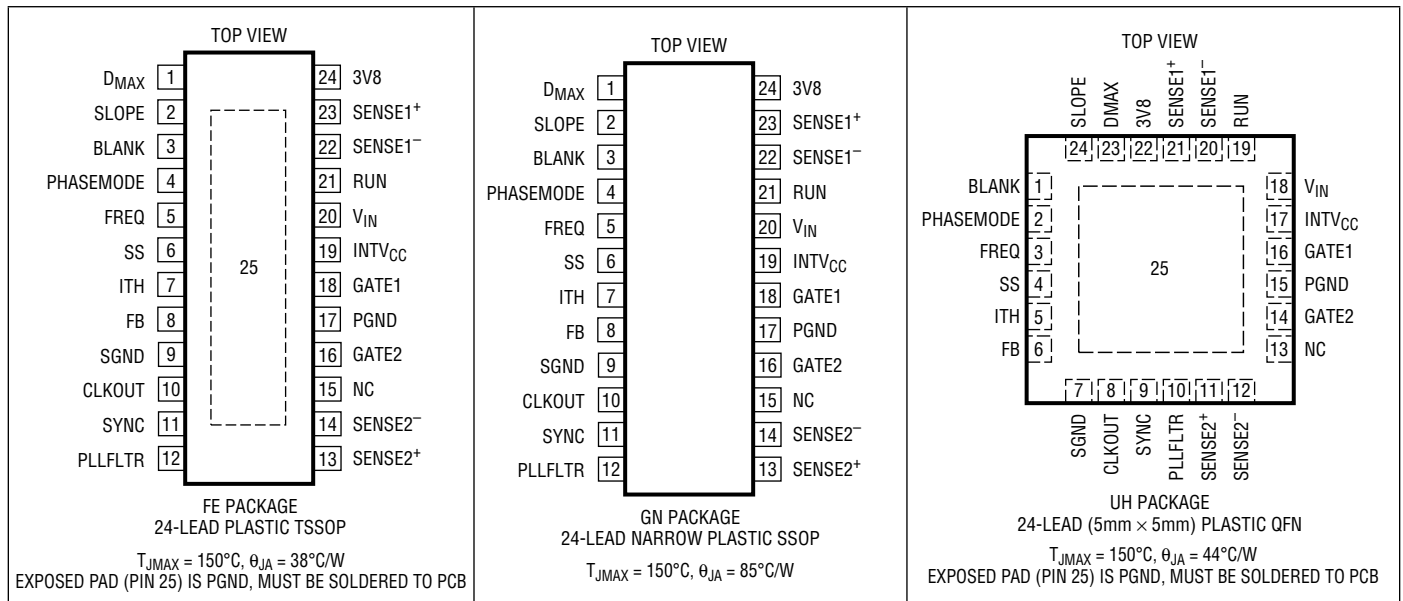 TOP VIEW
DMAX 1 24 3V8
SLOPE 2 23 SENSE1+
BLANK 3 22 SENSE1–
PHASEMODE 4 21 RUN
FREQ 5 20 VIN
SS 6 19 INTVCC
25
ITH 7 18 GATE1
FB 8 17 PGND
SGND 9 16 GATE2
CLKOUT 10 15 NC
SYNC 11 14 SENSE2–
PLLFLTR 12 13 SENSE2+
FE PACKAGE
24-LEAD PLASTIC TSSOP
TJMAX = 150°C, θJA = 38°C/W
EXPOSED PAD (PIN 25) IS PGND, MUST BE SOLDERED TO PCB
TOP VIEW
DMAX 1 24 3V8
SLOPE 2 23 SENSE1+
BLANK 3 22 SENSE1–
PHASEMODE 4 21 RUN
FREQ 5 20 VIN
SS 6 19 INTVCC
ITH 7 18 GATE1
FB 8 17 PGND
SGND 9 16 GATE2
CLKOUT 10 15 NC
SYNC 11 14 SENSE2–
PLLFLTR 12 13 SENSE2+
GN PACKAGE
24-LEAD NARROW PLASTIC SSOP
TJMAX = 150°C, θJA = 85°C/W
TOP VIEW
SLOPE DMAX 3V8 SENSE1+ SENSE1– RUN
24 23 22 21 20 19
BLANK 1 18 VIN
PHASEMODE 2 17 INTVCC
FREQ 3 16 GATE1
25
SS 4 15 PGND
ITH 5 14 GATE2
FB 6 13 NC
7 8 9 10 11 12
SGND CLKOUT SYNC PLLFLTR SENSE2+ SENSE2–
UH PACKAGE
24-LEAD (5mm × 5mm) PLASTIC QFN
TJMAX = 150°C, θJA = 44°C/W
EXPOSED PAD (PIN 25) IS PGND, MUST BE SOLDERED TO PCB